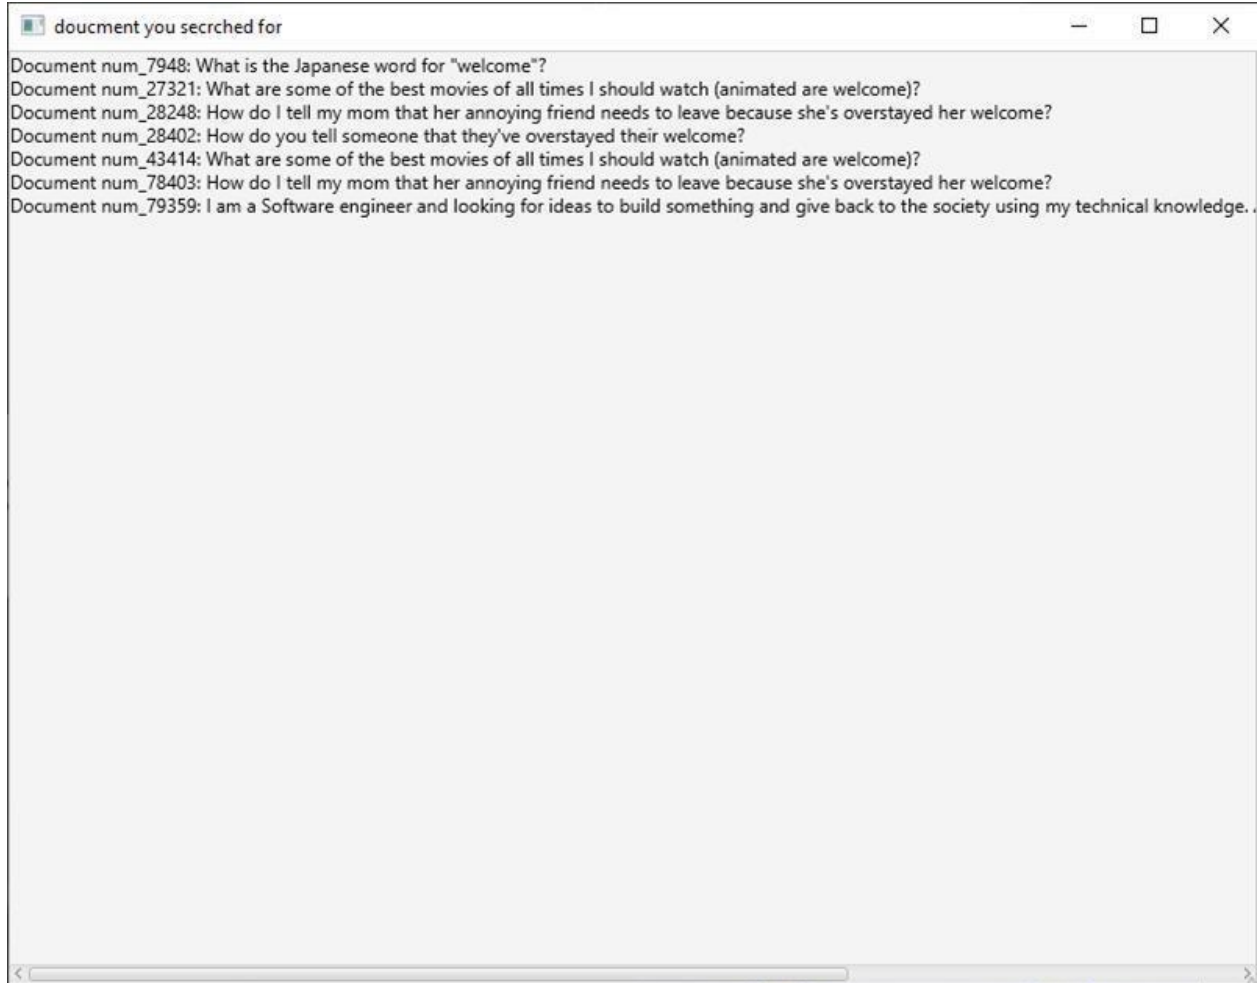 doucment you secrched for
Document num_7948: What is the Japanese word for "welcome"?
Document num_27321: What are some of the best movies of all times I should watch (animated are welcome)?
Document num_28248: How do I tell my mom that her annoying friend needs to leave because she's overstayed her welcome?
Document num_28402: How do you tell someone that they've overstayed their welcome?
Document num_43414: What are some of the best movies of all times I should watch (animated are welcome)?
Document num_78403: How do I tell my mom that her annoying friend needs to leave because she's overstayed her welcome?
Document num_79359: I am a Software engineer and looking for ideas to build something and give back to the society using my technical knowledge. .